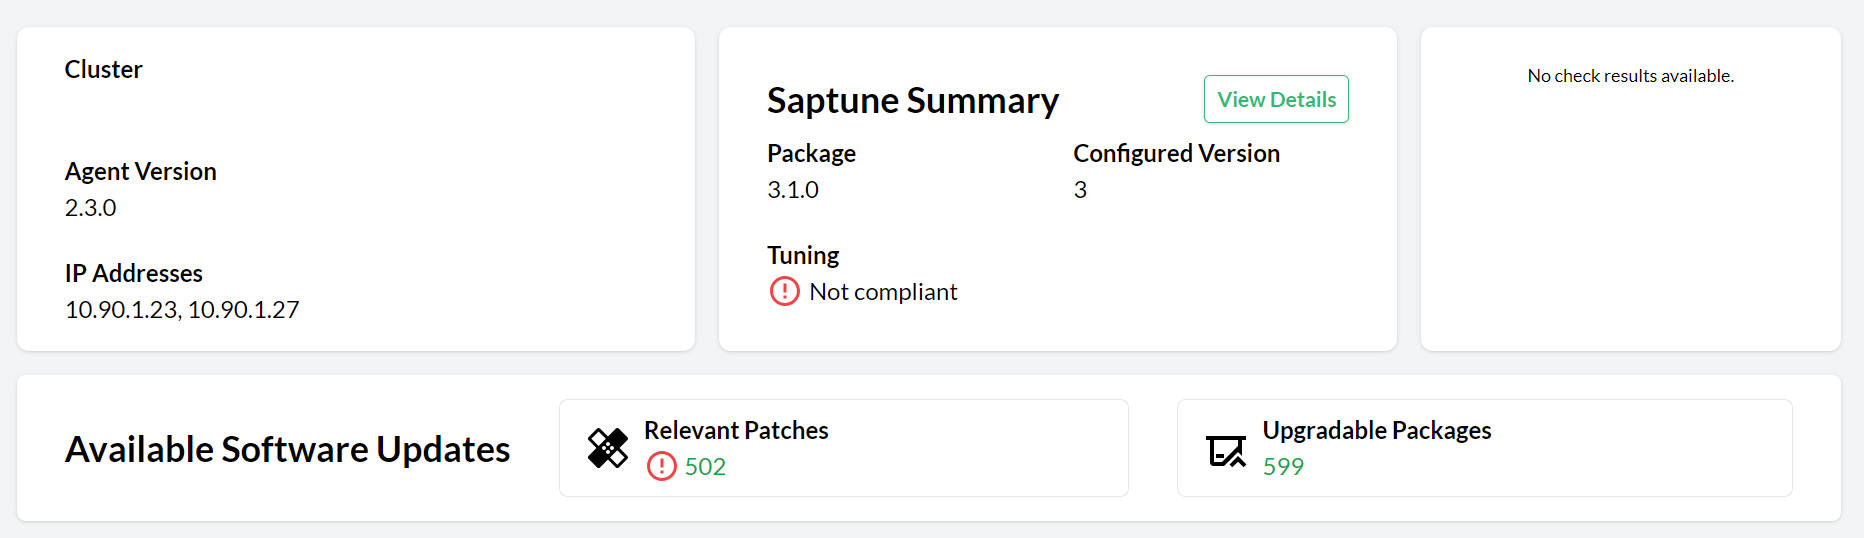 Cluster
Agent Version
2.3.0
IP Addresses
10.90.1.23, 10.90.1.27
Saptune Summary
View Details
Package
3.1.0
Configured Version
3
Tuning
Not compliant
No check results available.
Available Software Updates
Relevant Patches
502
Upgradable Packages
599